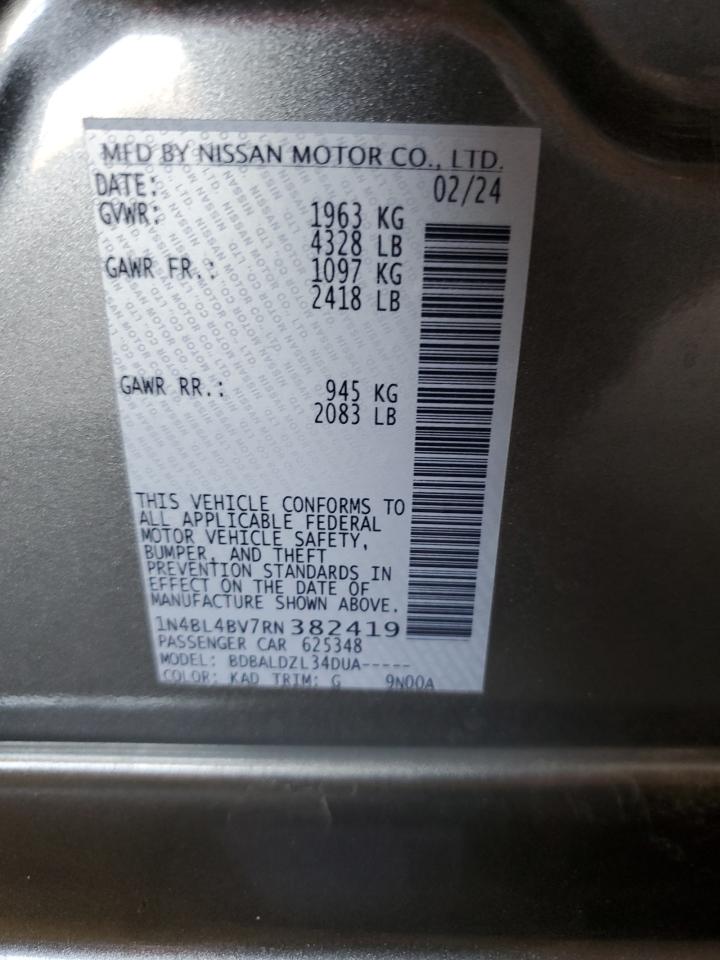 MFD BY NISSAN MOTOR CO., LTD.
DATE: 02/24
GVWR: 1963 KG
4328 LB
GAWR FR.: 1097 KG
2418 LB
GAWR RR.: 945 KG
2083 LB
THIS VEHICLE CONFORMS TO
ALL APPLICABLE FEDERAL
MOTOR VEHICLE SAFETY,
BUMPER, AND THEFT
PREVENTION STANDARDS IN
EFFECT ON THE DATE OF
MANUFACTURE SHOWN ABOVE.
1N4BL4BV7RN382419
PASSENGER CAR 625348
MODEL: BDBALDZL34DUA-----
COLOR: KAD TRIM: G 9N00A